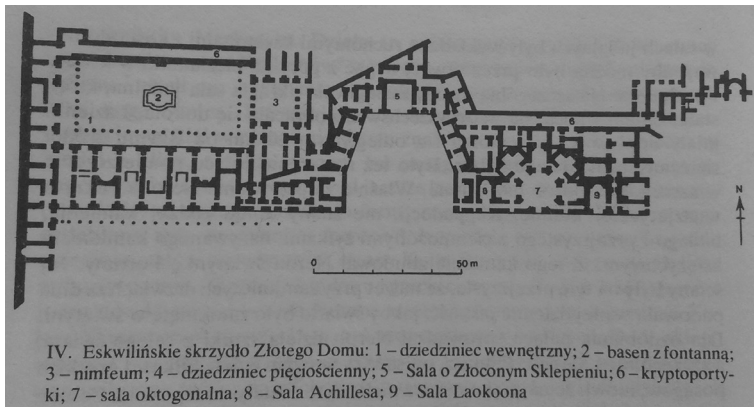 6
2
3
5
6
8
9
0 50 m
IV. Eskwilińskie skrzydło Złotego Domu: 1 – dziedziniec wewnętrzny; 2 – basen z fontanną;
3 – nimfeum; 4 – dziedziniec pięciościenny; 5 – Sala o Złoconym Sklepieniu; 6 – kryptoporty-
ki; 7 – sala oktogonalna; 8 – Sala Achillesa; 9 – Sala Laokoona